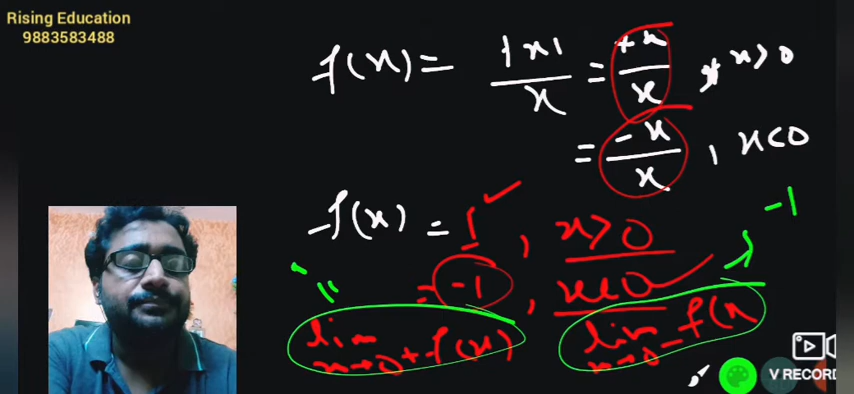 Rising Education
9883583488
f(x) = |x|/x = +x/x , x>0
= -x/x , x<0
f(x) = 1 , x>0
= -1 , x<0
-1
lim x→0+ f(x) lim x→0- f(x
V RECORD